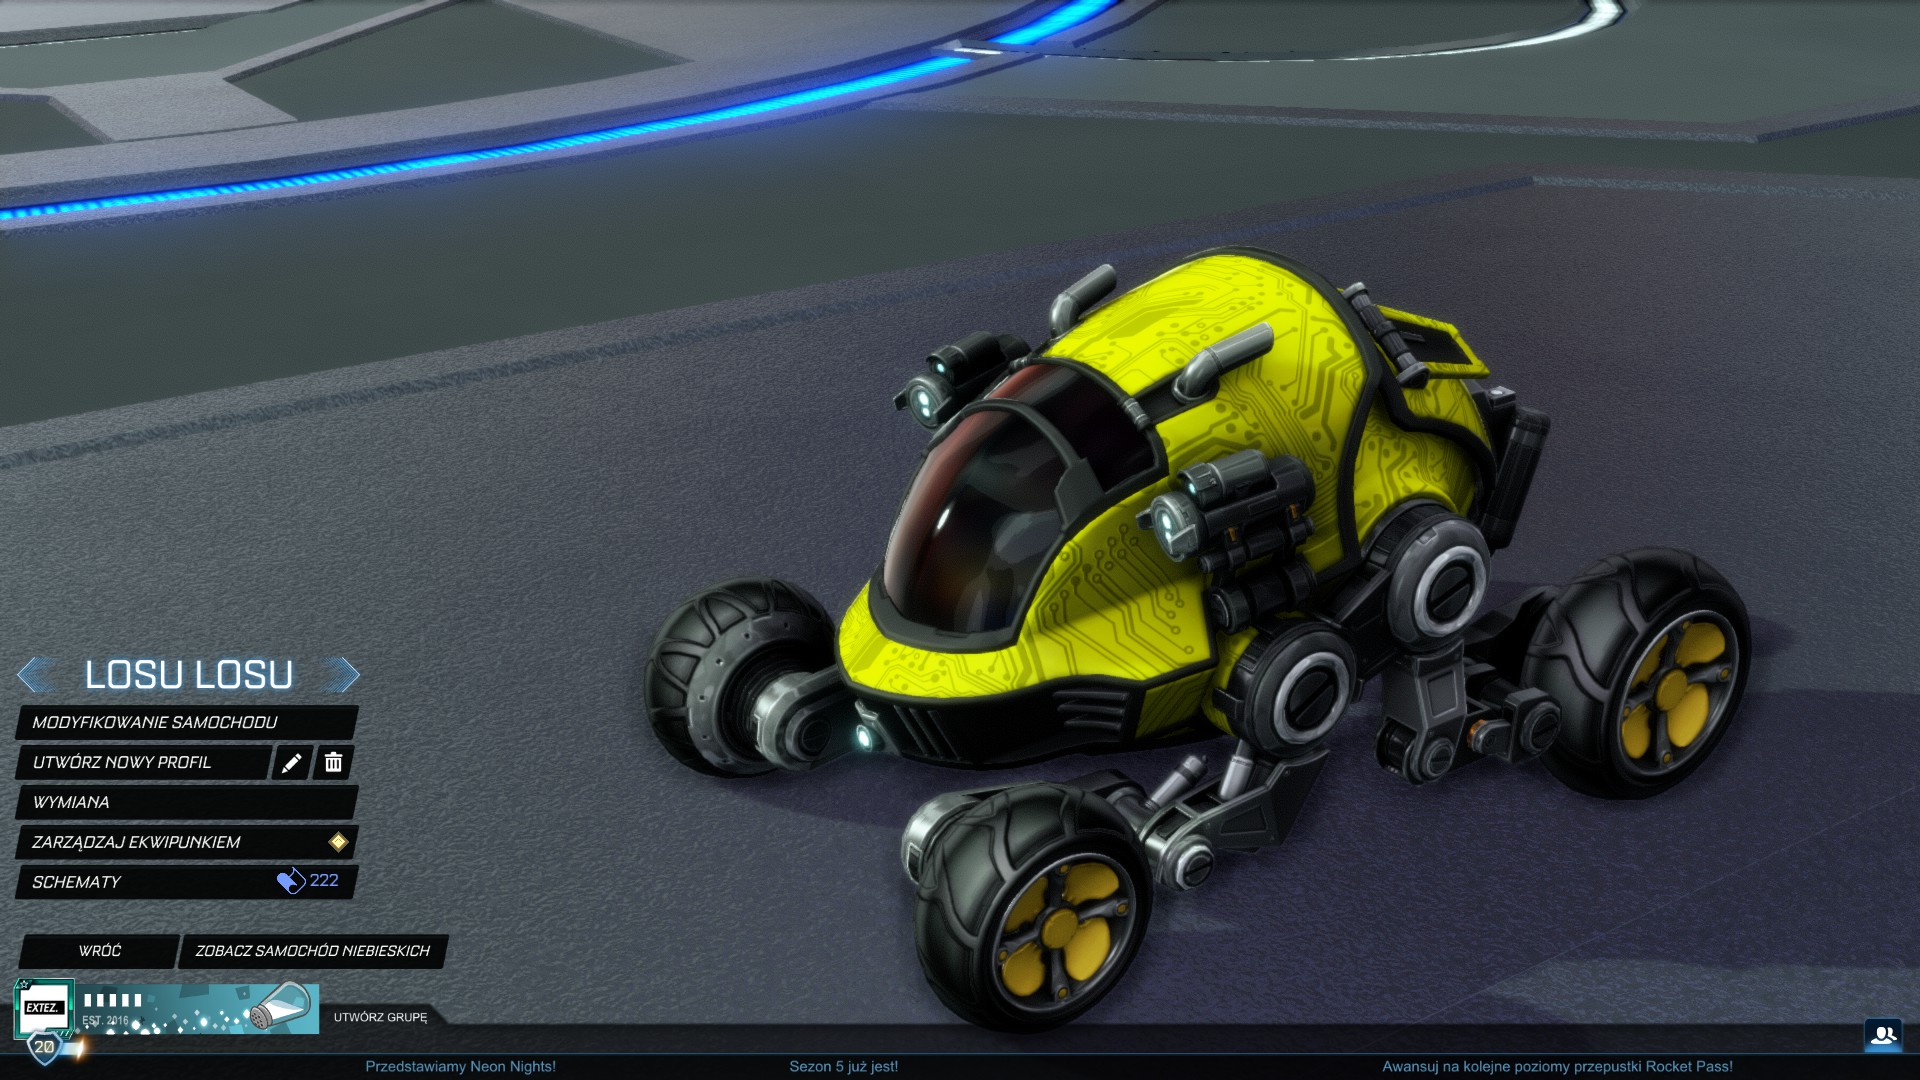 LOSU LOSU
MODYFIKOWANIE SAMOCHODU
UTWÓRZ NOWY PROFIL
WYMIANA
ZARZĄDZAJ EKWIPUNKIEM
SCHEMATY 222
WRÓĆ ZOBACZ SAMOCHÓD NIEBIESKICH
EXTEZ.
EST. 2016
UTWÓRZ GRUPĘ
20
Przedstawiamy Neon Nights! Sezon 5 już jest! Awansuj na kolejne poziomy przepustki Rocket Pass!